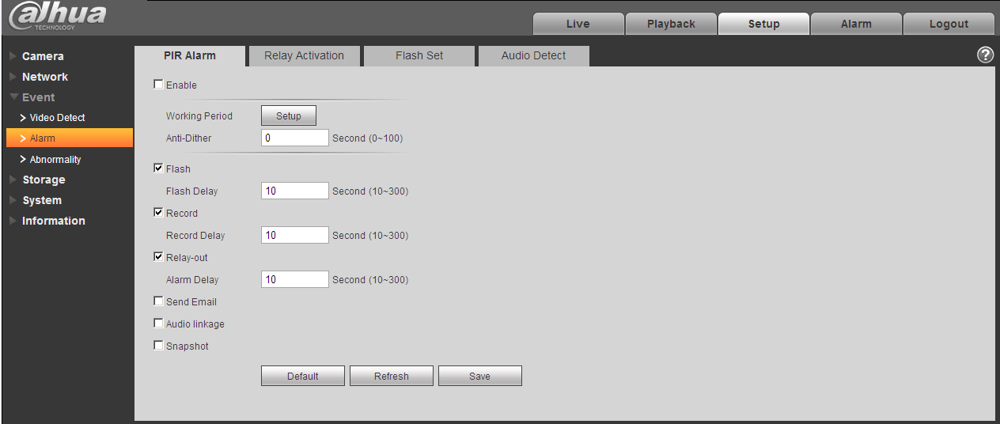 alhua
TECHNOLOGY
Live Playback Setup Alarm Logout
Camera
Network
Event
Video Detect
Alarm
Abnormality
Storage
System
Information
PIR Alarm Relay Activation Flash Set Audio Detect ?
Enable
Working Period Setup
Anti-Dither 0 Second (0~100)
Flash
Flash Delay 10 Second (10~300)
Record
Record Delay 10 Second (10~300)
Relay-out
Alarm Delay 10 Second (10~300)
Send Email
Audio linkage
Snapshot
Default Refresh Save